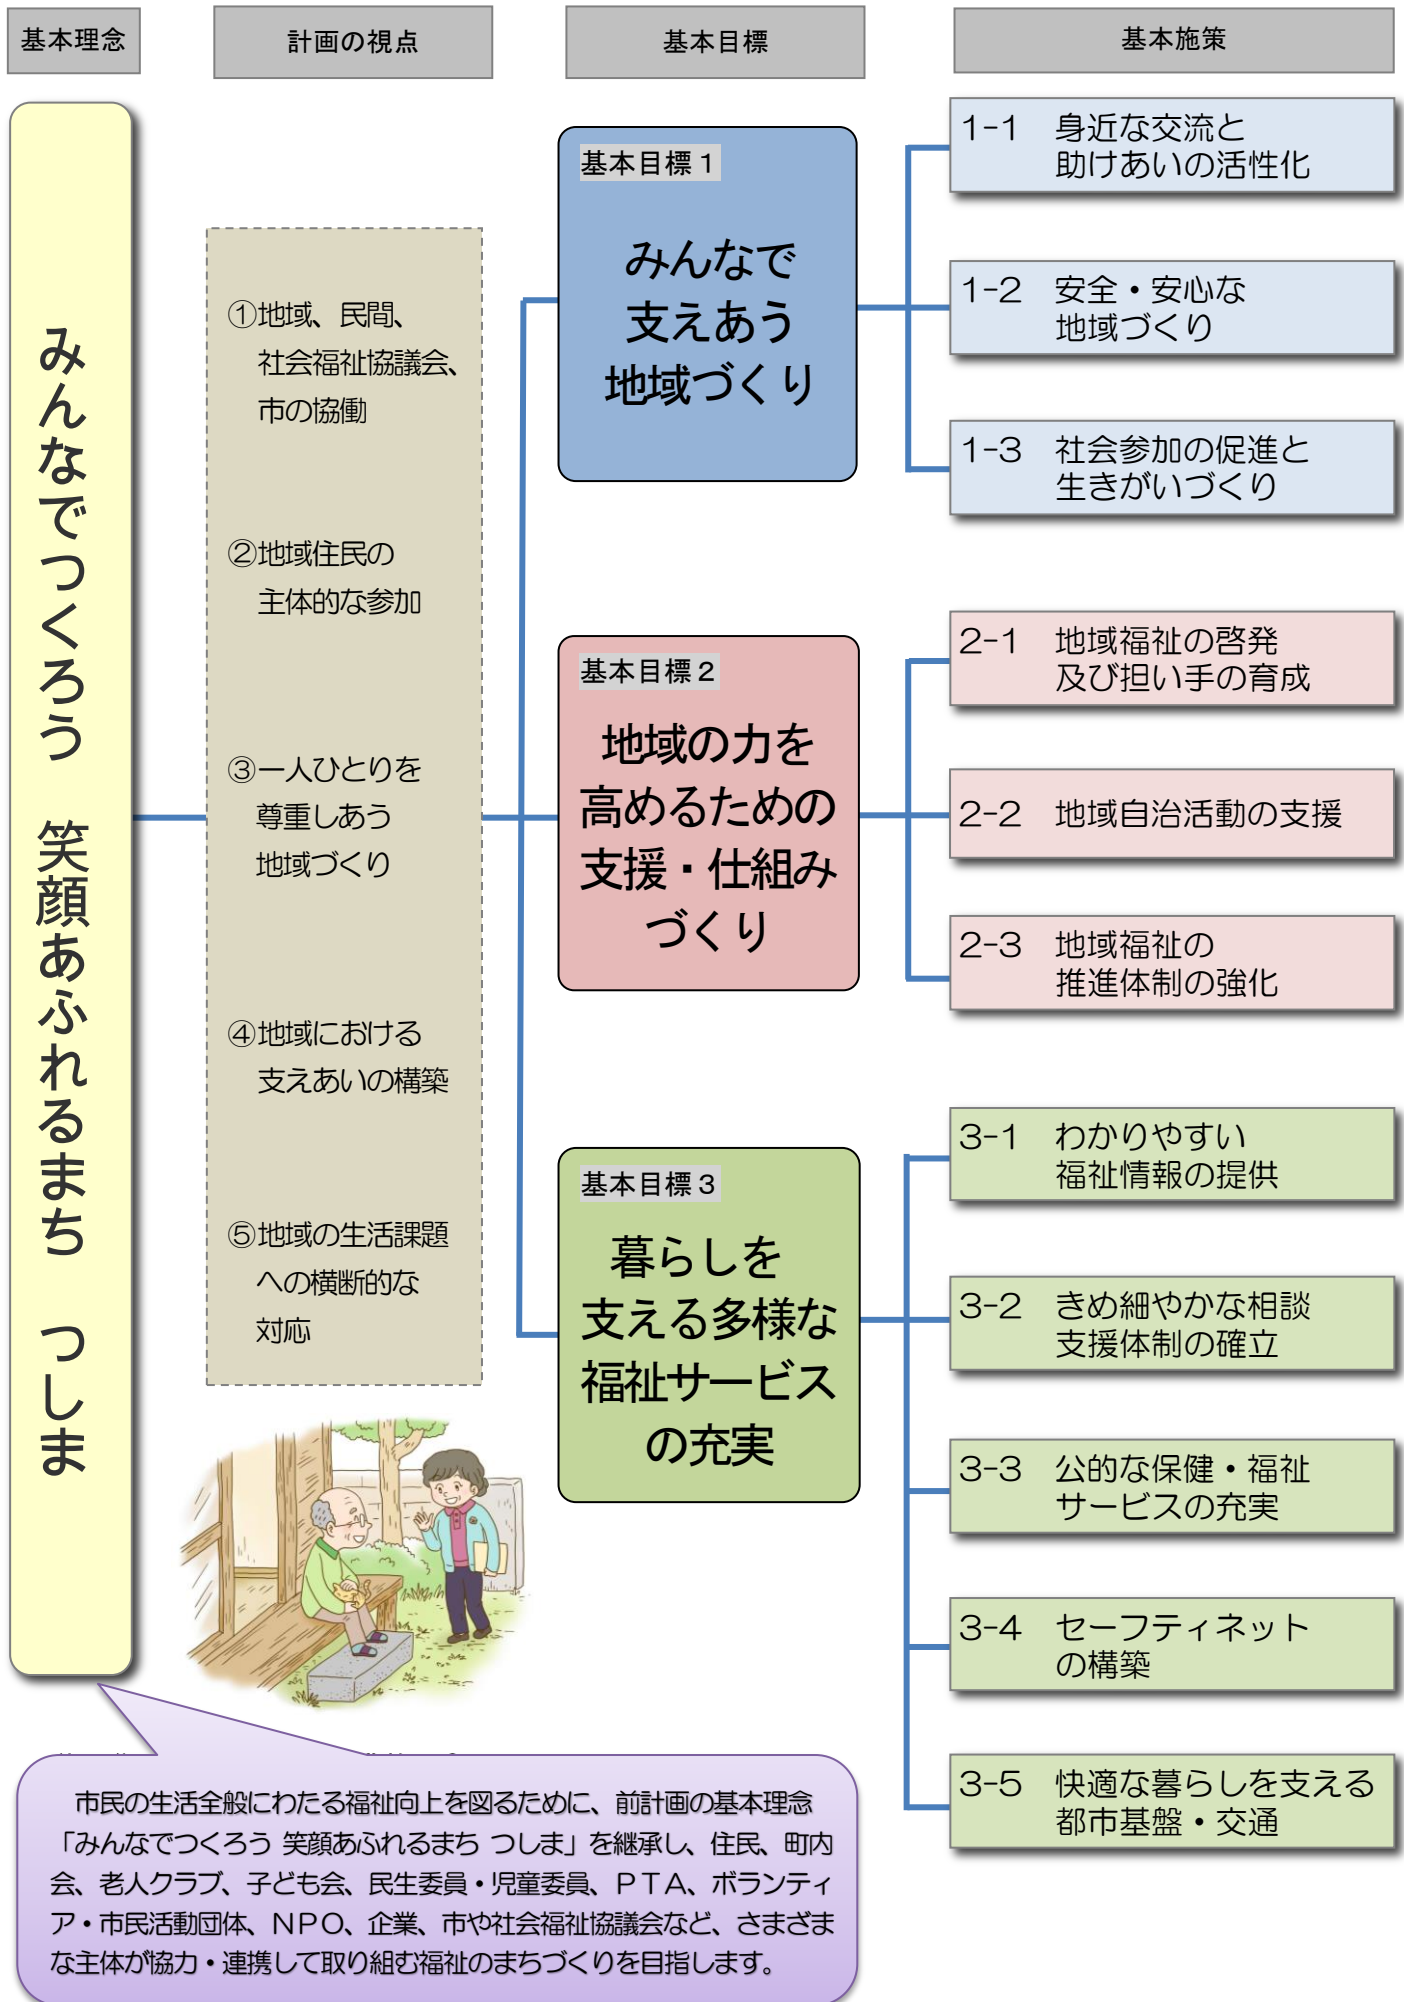 基本理念
計画の視点
基本目標
基本施策
みんなでつくろう 笑顔あふれるまち つしま
①地域、民間、
社会福祉協議会、
市の協働
②地域住民の
主体的な参加
③一人ひとりを
尊重しあう
地域づくり
④地域における
支えあいの構築
⑤地域の生活課題
への横断的な
対応
基本目標1
みんなで
支えあう
地域づくり
1-1 身近な交流と
助けあいの活性化
1-2 安全・安心な
地域づくり
1-3 社会参加の促進と
生きがいづくり
基本目標2
地域の力を
高めるための
支援・仕組み
づくり
2-1 地域福祉の啓発
及び担い手の育成
2-2 地域自治活動の支援
2-3 地域福祉の
推進体制の強化
基本目標3
暮らしを
支える多様な
福祉サービス
の充実
3-1 わかりやすい
福祉情報の提供
3-2 きめ細やかな相談
支援体制の確立
3-3 公的な保健・福祉
サービスの充実
3-4 セーフティネット
の構築
3-5 快適な暮らしを支える
都市基盤・交通
市民の生活全般にわたる福祉向上を図るために、前計画の基本理念
「みんなでつくろう 笑顔あふれるまち つしま」を継承し、住民、町内
会、老人クラブ、子ども会、民生委員・児童委員、PTA、ボランティ
ア・市民活動団体、NPO、企業、市や社会福祉協議会など、さまざま
な主体が協力・連携して取り組む福祉のまちづくりを目指します。